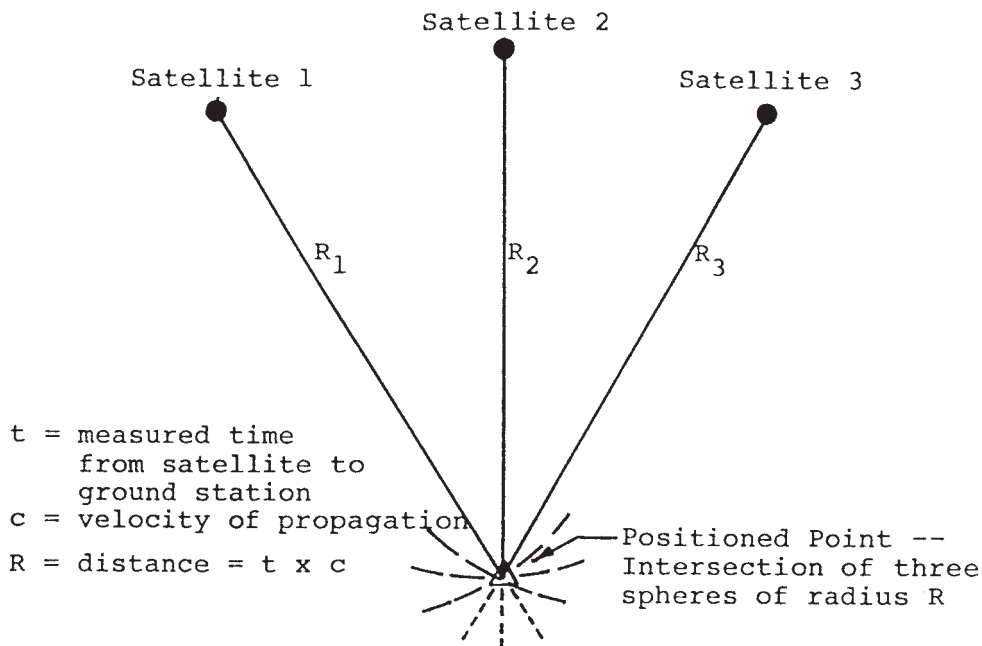 Satellite 2
Satellite 1
Satellite 3
R1
R2
R3
t = measured time
from satellite to
ground station
c = velocity of propagation
R = distance = t x c
Positioned Point --
Intersection of three
spheres of radius R